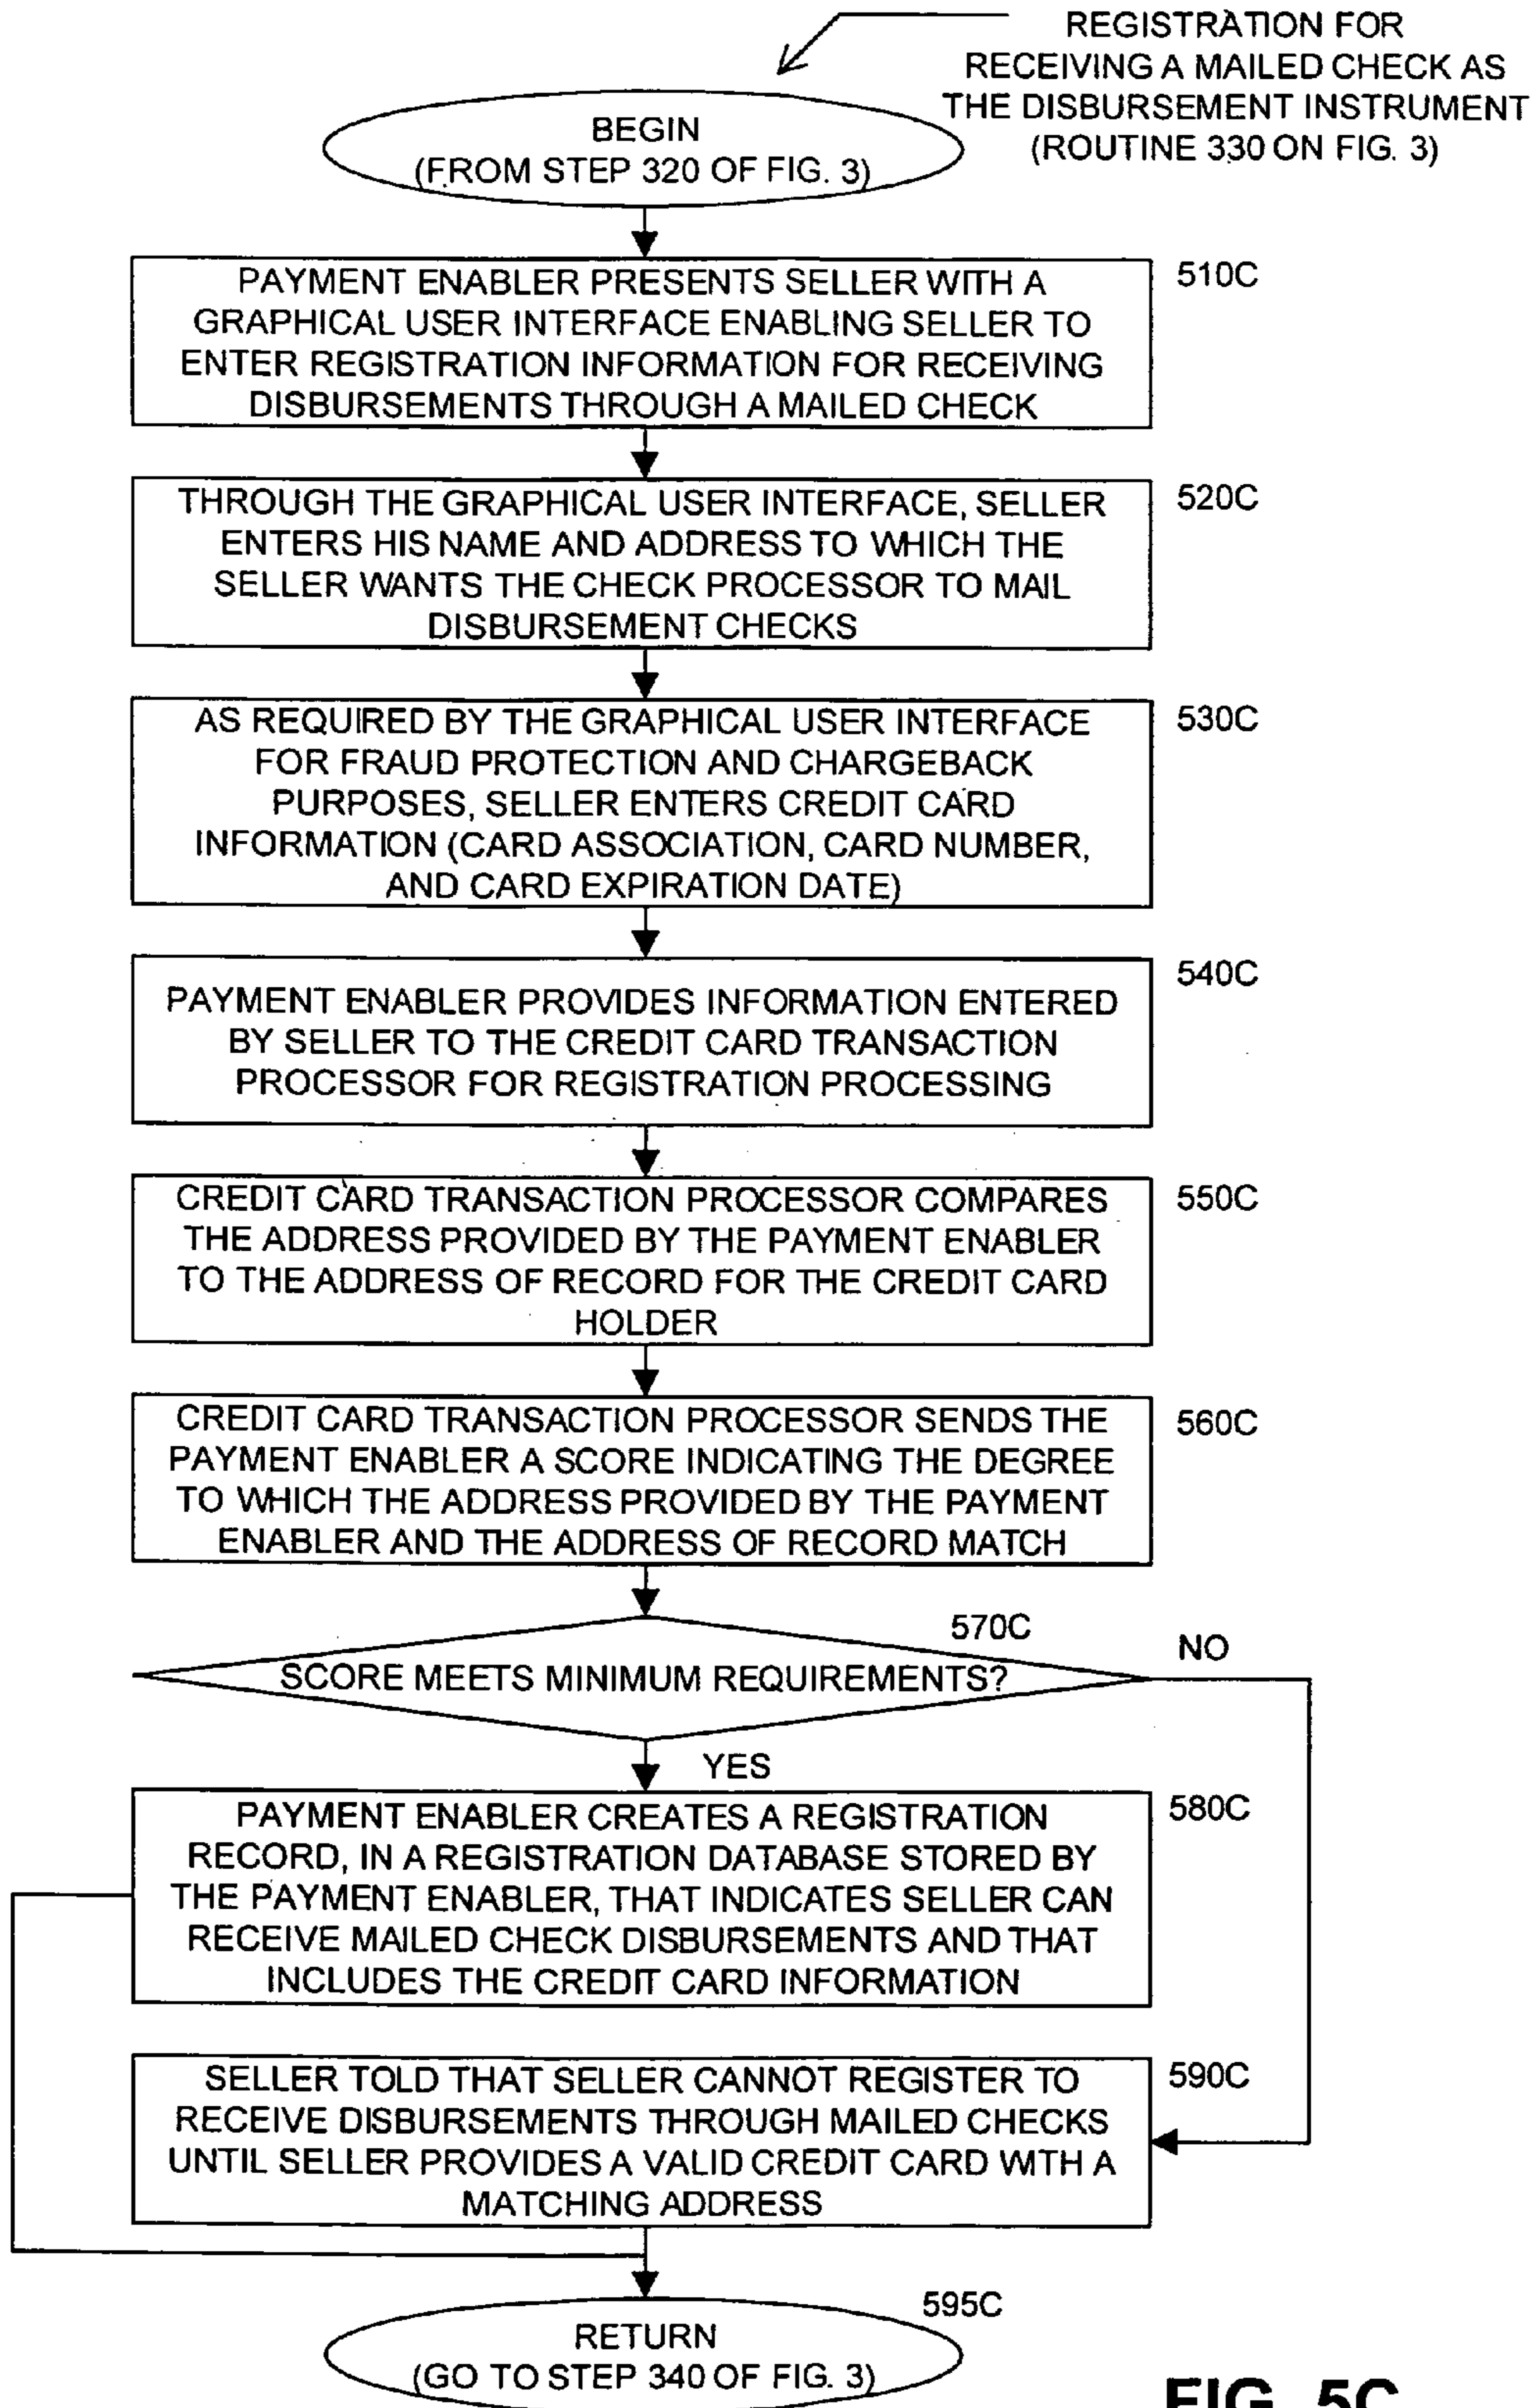 REGISTRATION FOR
RECEIVING A MAILED CHECK AS
THE DISBURSEMENT INSTRUMENT
(ROUTINE 330 ON FIG. 3)
BEGIN
(FROM STEP 320 OF FIG. 3)
510C
PAYMENT ENABLER PRESENTS SELLER WITH A
GRAPHICAL USER INTERFACE ENABLING SELLER TO
ENTER REGISTRATION INFORMATION FOR RECEIVING
DISBURSEMENTS THROUGH A MAILED CHECK
520C
THROUGH THE GRAPHICAL USER INTERFACE, SELLER
ENTERS HIS NAME AND ADDRESS TO WHICH THE
SELLER WANTS THE CHECK PROCESSOR TO MAIL
DISBURSEMENT CHECKS
530C
AS REQUIRED BY THE GRAPHICAL USER INTERFACE
FOR FRAUD PROTECTION AND CHARGEBACK
PURPOSES, SELLER ENTERS CREDIT CARD
INFORMATION (CARD ASSOCIATION, CARD NUMBER,
AND CARD EXPIRATION DATE)
540C
PAYMENT ENABLER PROVIDES INFORMATION ENTERED
BY SELLER TO THE CREDIT CARD TRANSACTION
PROCESSOR FOR REGISTRATION PROCESSING
550C
CREDIT CARD TRANSACTION PROCESSOR COMPARES
THE ADDRESS PROVIDED BY THE PAYMENT ENABLER
TO THE ADDRESS OF RECORD FOR THE CREDIT CARD
HOLDER
560C
CREDIT CARD TRANSACTION PROCESSOR SENDS THE
PAYMENT ENABLER A SCORE INDICATING THE DEGREE
TO WHICH THE ADDRESS PROVIDED BY THE PAYMENT
ENABLER AND THE ADDRESS OF RECORD MATCH
570C
NO
SCORE MEETS MINIMUM REQUIREMENTS?
YES
580C
PAYMENT ENABLER CREATES A REGISTRATION
RECORD, IN A REGISTRATION DATABASE STORED BY
THE PAYMENT ENABLER, THAT INDICATES SELLER CAN
RECEIVE MAILED CHECK DISBURSEMENTS AND THAT
INCLUDES THE CREDIT CARD INFORMATION
590C
SELLER TOLD THAT SELLER CANNOT REGISTER TO
RECEIVE DISBURSEMENTS THROUGH MAILED CHECKS
UNTIL SELLER PROVIDES A VALID CREDIT CARD WITH A
MATCHING ADDRESS
595C
RETURN
(GO TO STEP 340 OF FIG. 3)
FIG. 5C